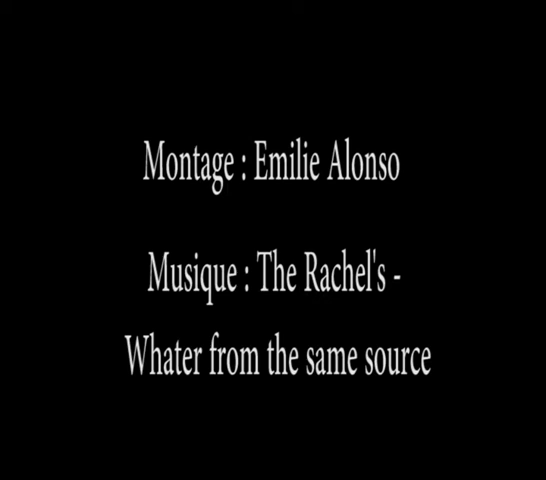 Montage : Emilie Alonso
Musique : The Rachel's -
Whater from the same source